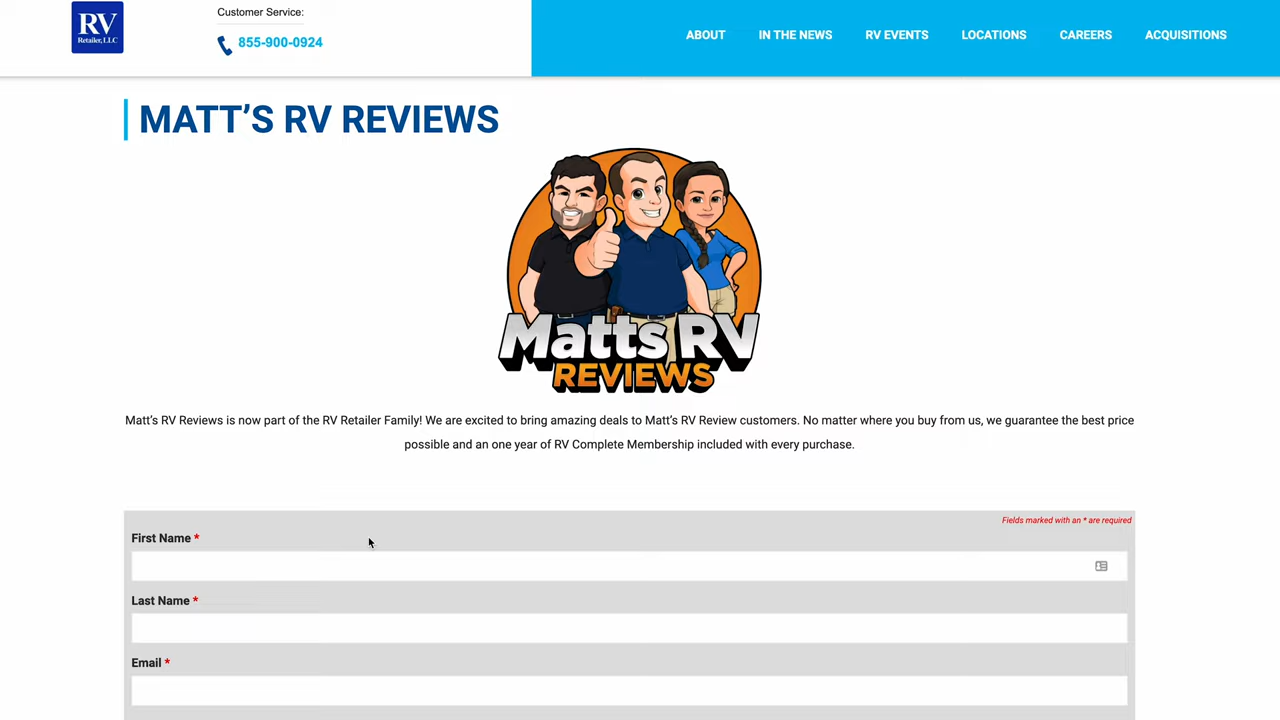 RV
Retailer, LLC
Customer Service:
855-900-0924
ABOUT
IN THE NEWS
RV EVENTS
LOCATIONS
CAREERS
ACQUISITIONS
MATT’S RV REVIEWS
Matts RV
REVIEWS
Matt’s RV Reviews is now part of the RV Retailer Family! We are excited to bring amazing deals to Matt’s RV Review customers. No matter where you buy from us, we guarantee the best price
possible and an one year of RV Complete Membership included with every purchase.
Fields marked with an * are required
First Name *
Last Name *
Email *